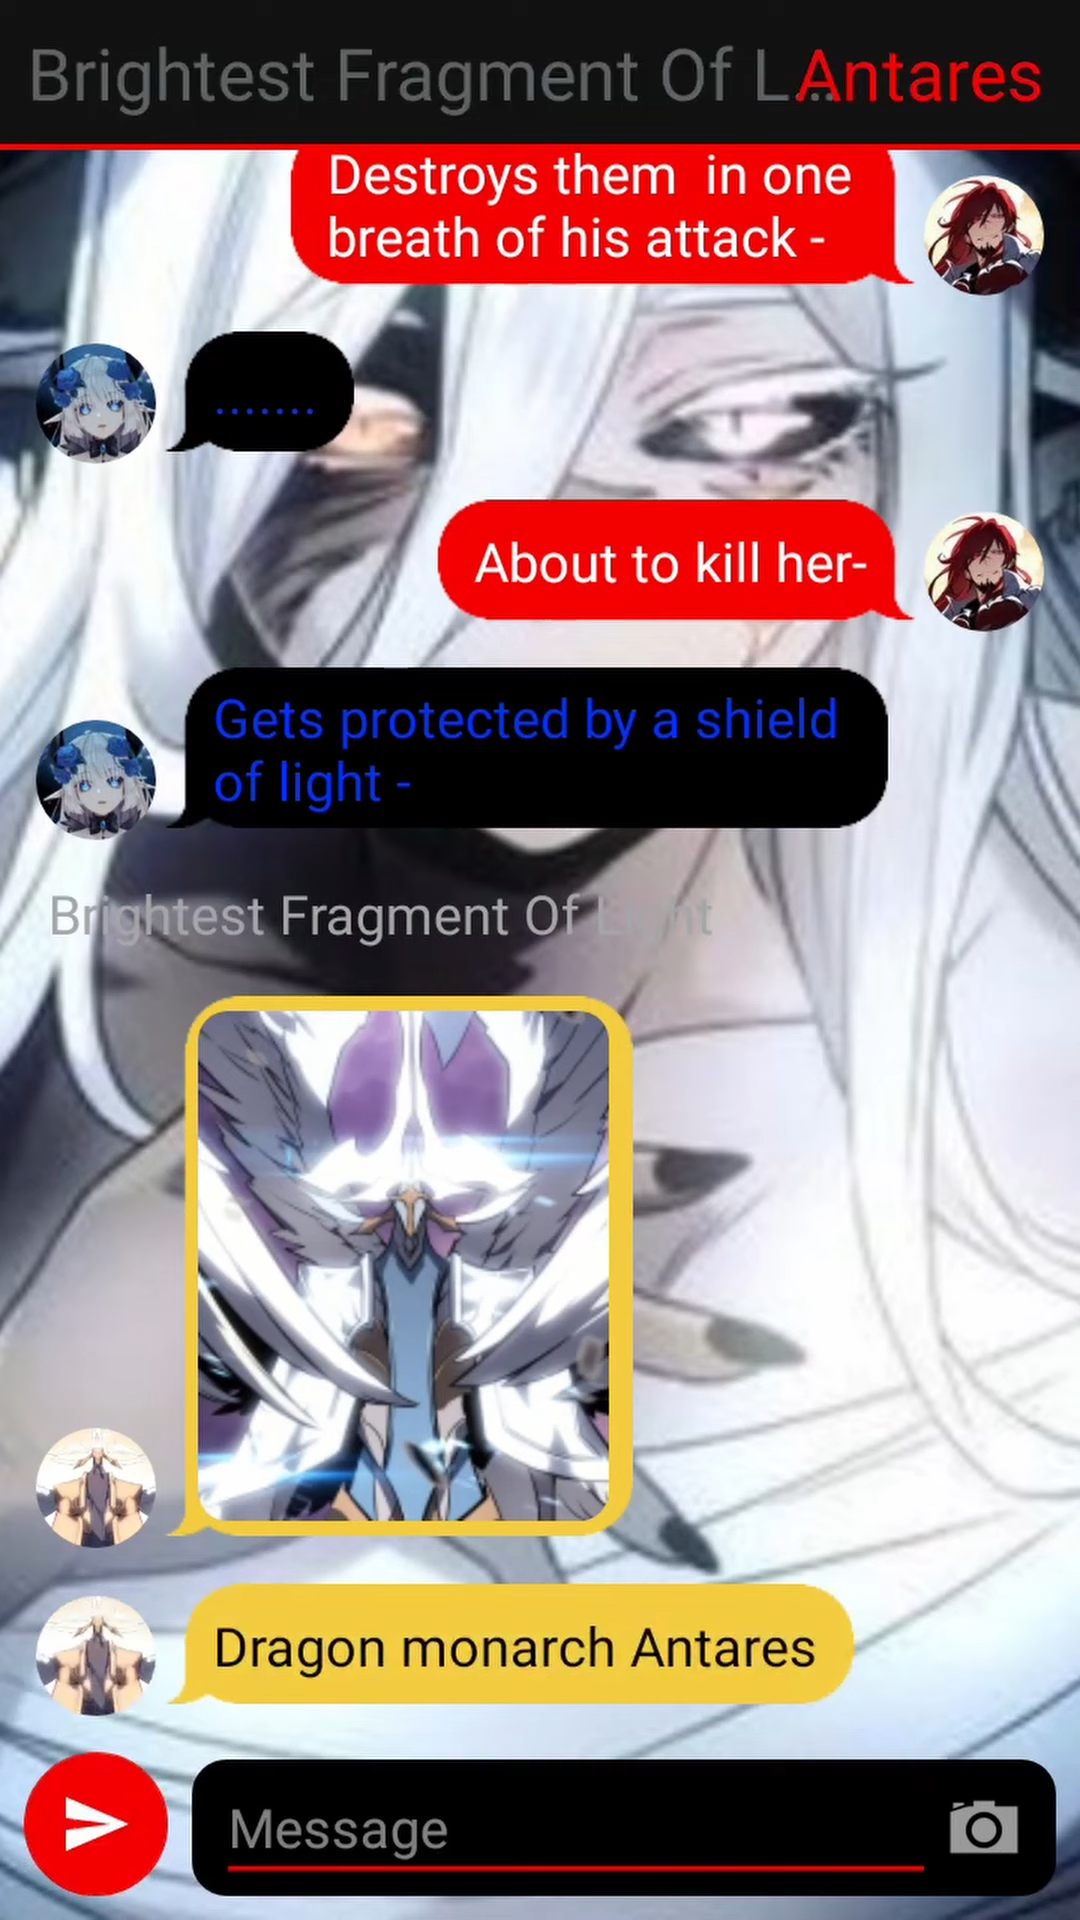 Brightest Fragment Of L... Antares
Destroys them in one
breath of his attack -
.......
About to kill her-
Gets protected by a shield
of light -
Brightest Fragment Of Light
Dragon monarch Antares
Message